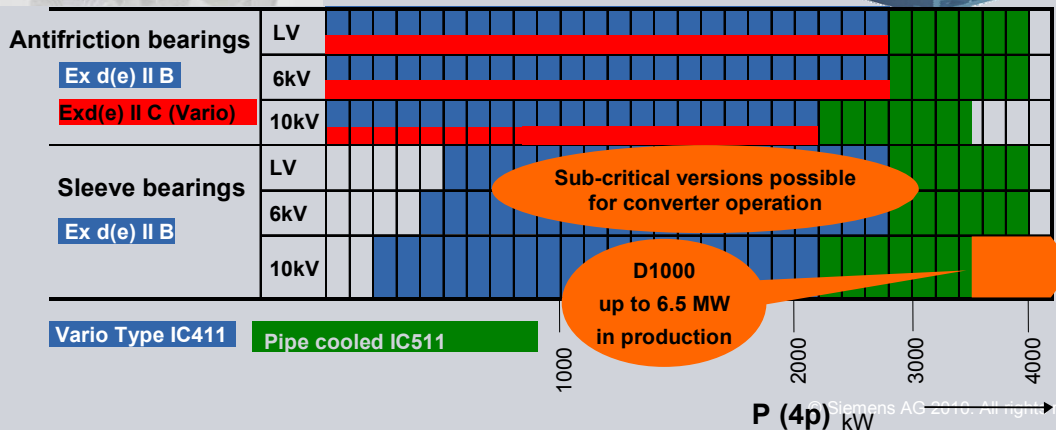 Antifriction bearings
Ex d(e) II B
Exd(e) II C (Vario)
LV
6kV
10kV
Sleeve bearings
Ex d(e) II B
LV
6kV
10kV
Sub-critical versions possible
for converter operation
D1000
up to 6.5 MW
in production
Vario Type IC411
Pipe cooled IC511
1000
2000
3000
4000
P (4p) kW
Siemens AG 2010. All rights